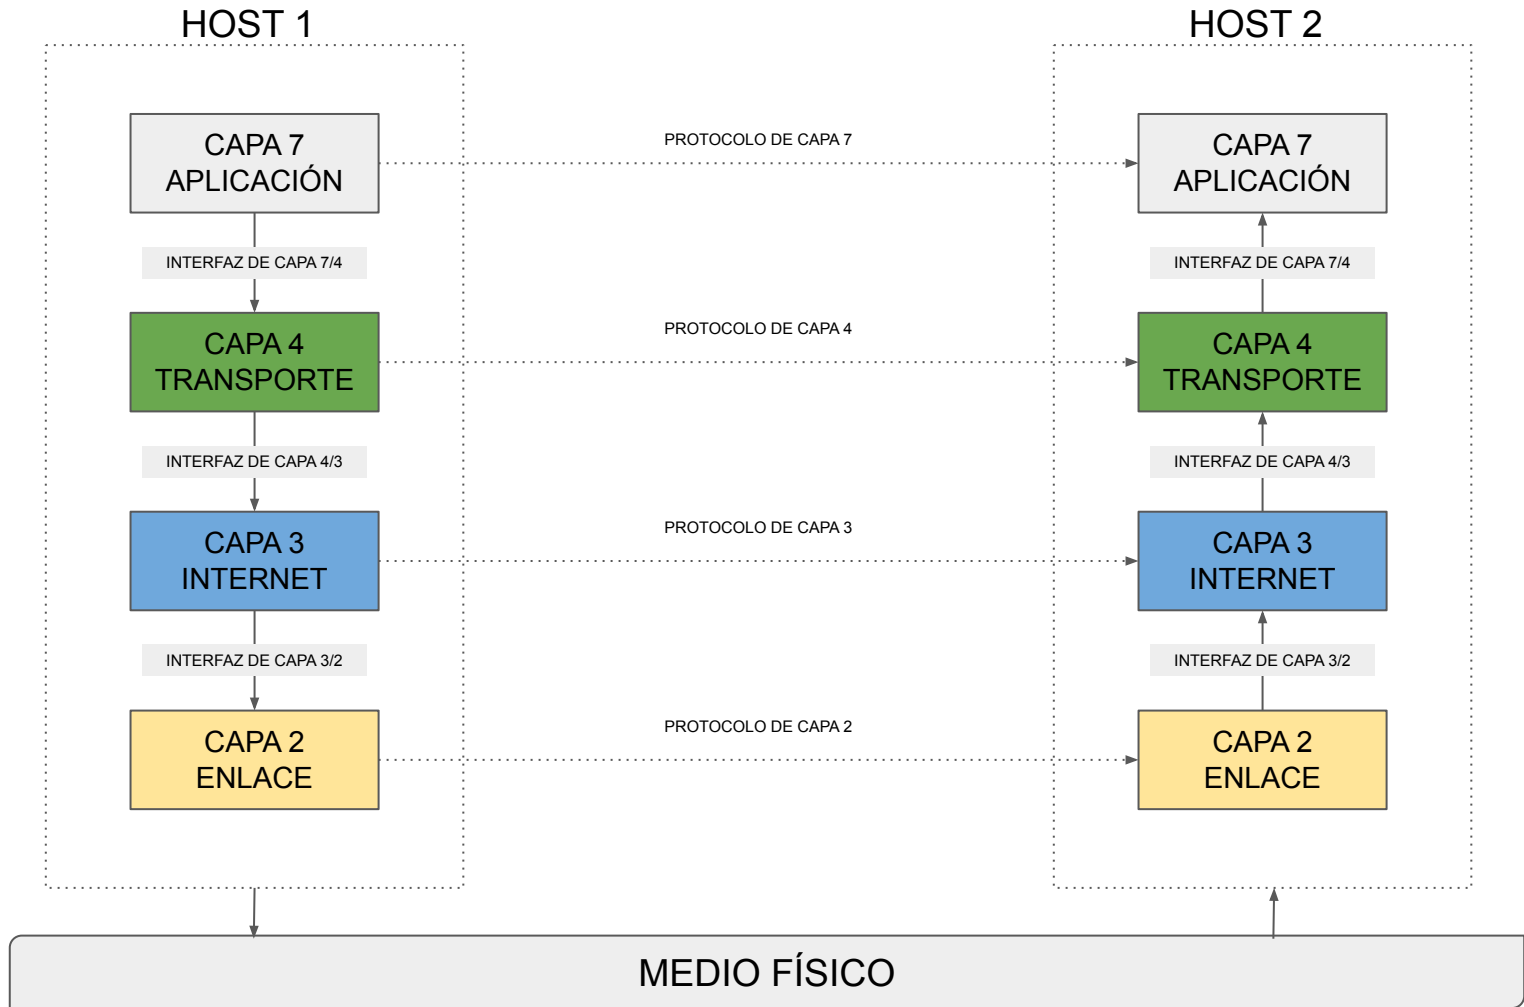 HOST 1
HOST 2
CAPA 7
APLICACIÓN
PROTOCOLO DE CAPA 7
CAPA 7
APLICACIÓN
INTERFAZ DE CAPA 7/4
INTERFAZ DE CAPA 7/4
CAPA 4
TRANSPORTE
PROTOCOLO DE CAPA 4
CAPA 4
TRANSPORTE
INTERFAZ DE CAPA 4/3
INTERFAZ DE CAPA 4/3
CAPA 3
INTERNET
PROTOCOLO DE CAPA 3
CAPA 3
INTERNET
INTERFAZ DE CAPA 3/2
INTERFAZ DE CAPA 3/2
CAPA 2
ENLACE
PROTOCOLO DE CAPA 2
CAPA 2
ENLACE
MEDIO FÍSICO